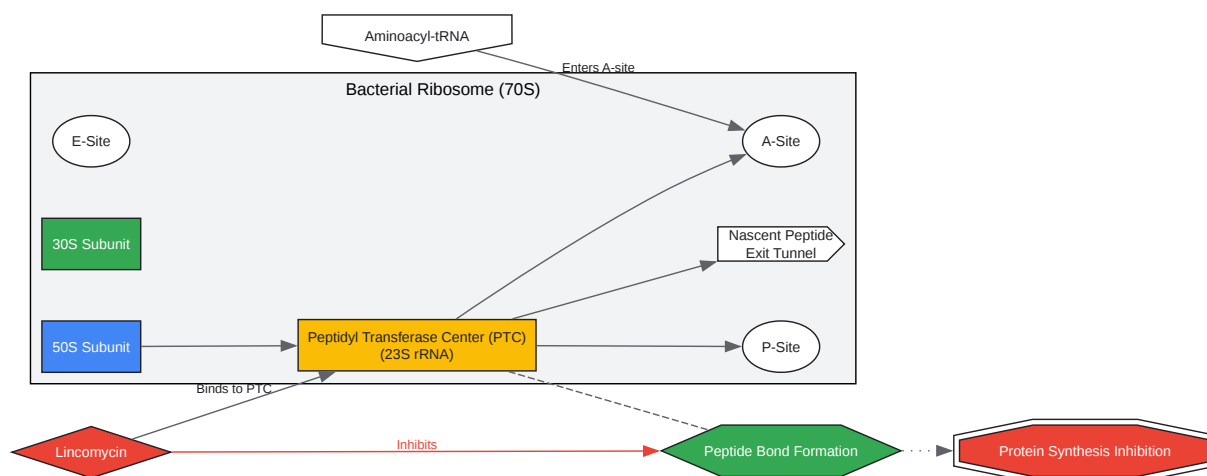 Aminoacyl-tRNA
Enters A-site
Bacterial Ribosome (70S)
E-Site
A-Site
30S Subunit
Nascent Peptide
Exit Tunnel
50S Subunit
Peptidyl Transferase Center (PTC)
(23S rRNA)
P-Site
Binds to PTC
Lincomycin
Inhibits
Peptide Bond Formation
Protein Synthesis Inhibition